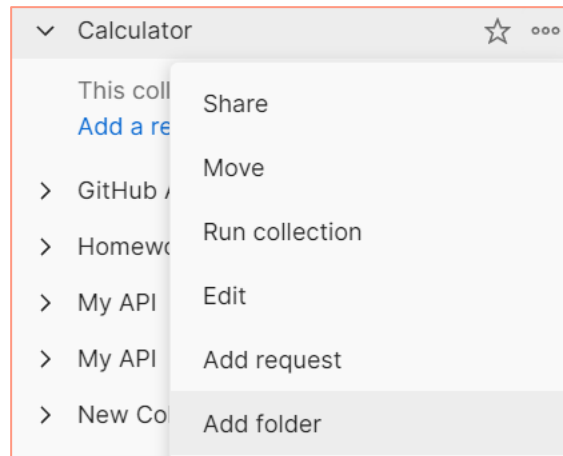 Calculator
This coll
Add a re
GitHub
Homewo
My API
My API
New Col
Share
Move
Run collection
Edit
Add request
Add folder